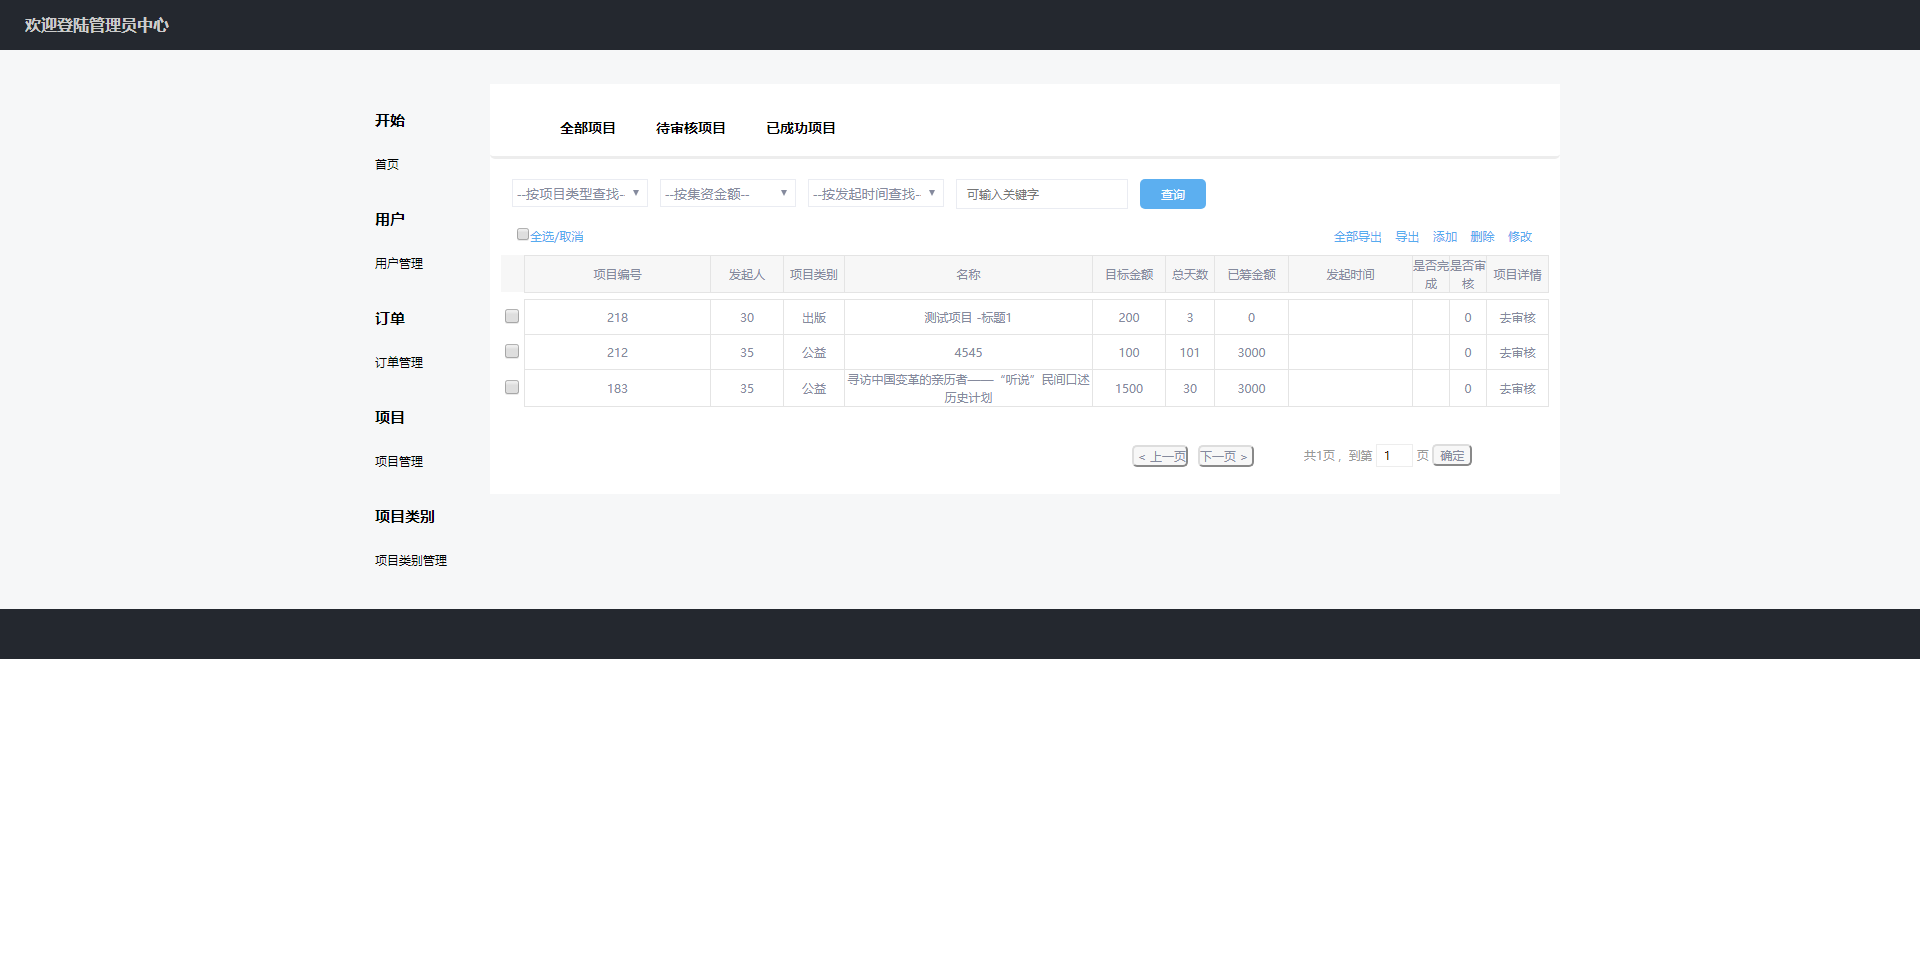 欢迎登陆管理员中心
开始
首页
用户
用户管理
订单
订单管理
项目
项目管理
项目类别
项目类别管理
全部项目 待审核项目 已成功项目
--按项目类型查找- --按集资金额-- --按发起时间查找- 可输入关键字 查询
全选/取消 全部导出 导出 添加 删除 修改
项目编号 发起人 项目类别 名称 目标金额 总天数 已筹金额 发起时间 是否完成 是否审核 项目详情
218 30 出版 测试项目 -标题1 200 3 0 0 去审核
212 35 公益 4545 100 101 3000 0 去审核
183 35 公益 寻访中国变革的亲历者——“听说”民间口述
历史计划 1500 30 3000 0 去审核
< 上一页 下一页 > 共1页， 到第 1 页 确定